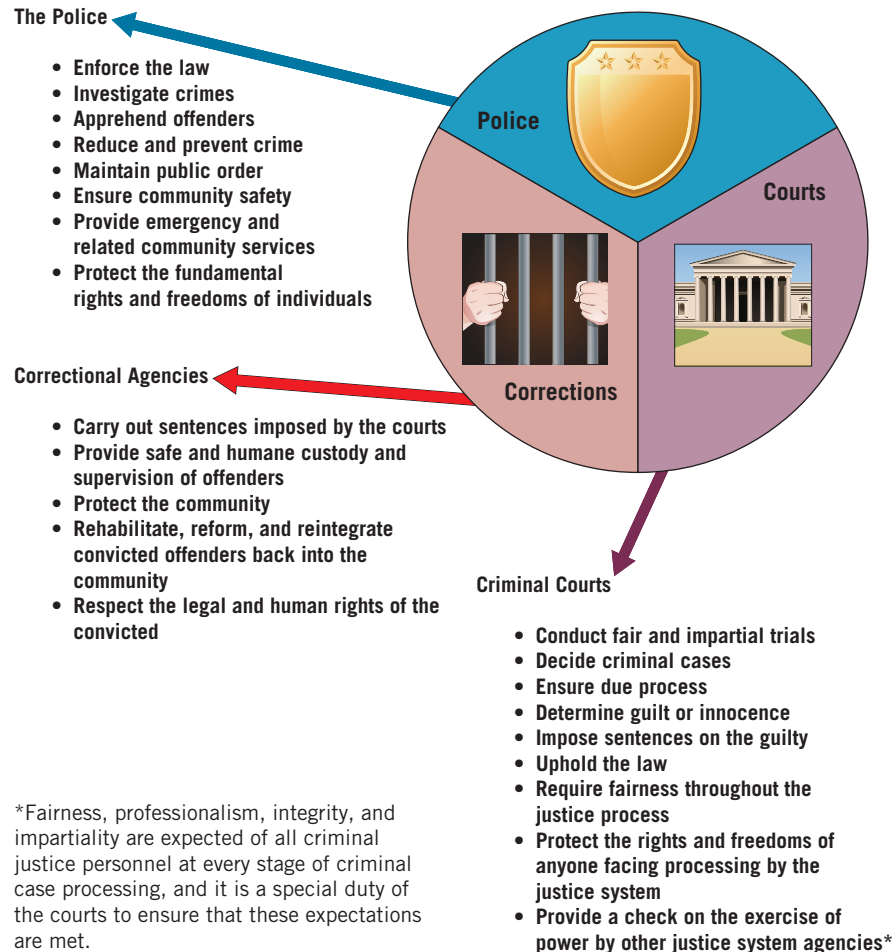 The Police
• Enforce the law
• Investigate crimes
• Apprehend offenders
• Reduce and prevent crime
• Maintain public order
• Ensure community safety
• Provide emergency and
related community services
• Protect the fundamental
rights and freedoms of individuals
Police
Courts
Corrections
Correctional Agencies
• Carry out sentences imposed by the courts
• Provide safe and humane custody and
supervision of offenders
• Protect the community
• Rehabilitate, reform, and reintegrate
convicted offenders back into the
community
• Respect the legal and human rights of the
convicted
Criminal Courts
• Conduct fair and impartial trials
• Decide criminal cases
• Ensure due process
• Determine guilt or innocence
• Impose sentences on the guilty
• Uphold the law
• Require fairness throughout the
justice process
• Protect the rights and freedoms of
anyone facing processing by the
justice system
• Provide a check on the exercise of
power by other justice system agencies*
*Fairness, professionalism, integrity, and
impartiality are expected of all criminal
justice personnel at every stage of criminal
case processing, and it is a special duty of
the courts to ensure that these expectations
are met.